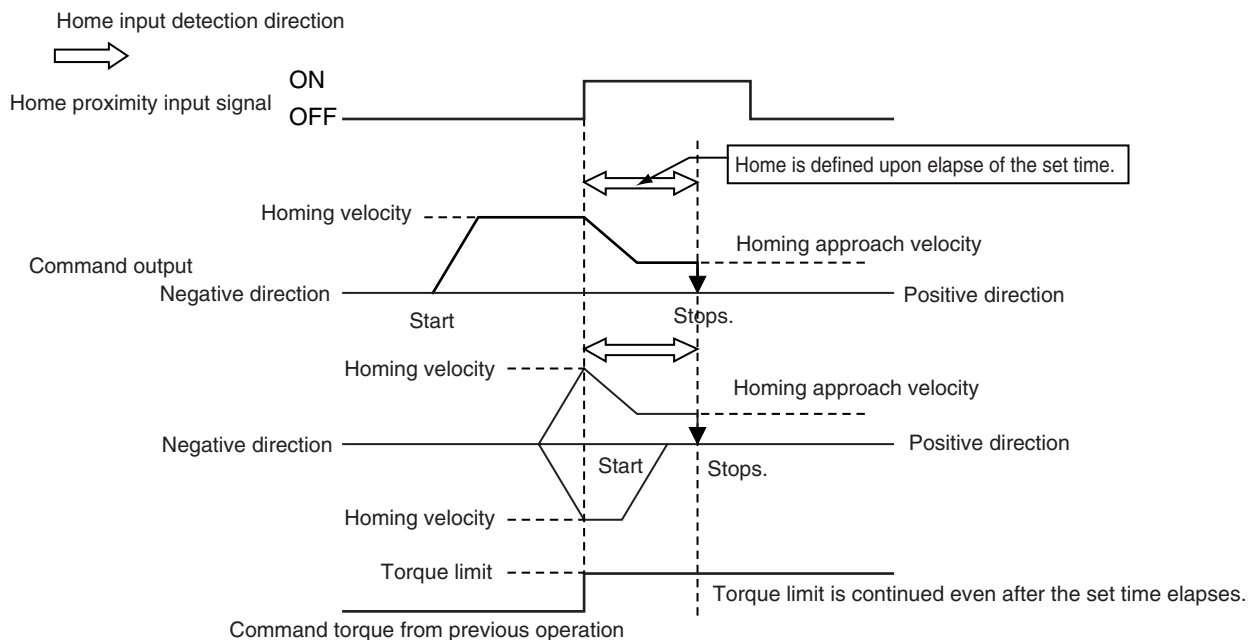 Home input detection direction
ON
Home proximity input signal
OFF
Home is defined upon elapse of the set time.
Homing velocity
Homing approach velocity
Command output
Negative direction
Positive direction
Start
Stops.
Homing velocity
Homing approach velocity
Negative direction
Positive direction
Start
Stops.
Homing velocity
Torque limit
Torque limit is continued even after the set time elapses.
Command torque from previous operation